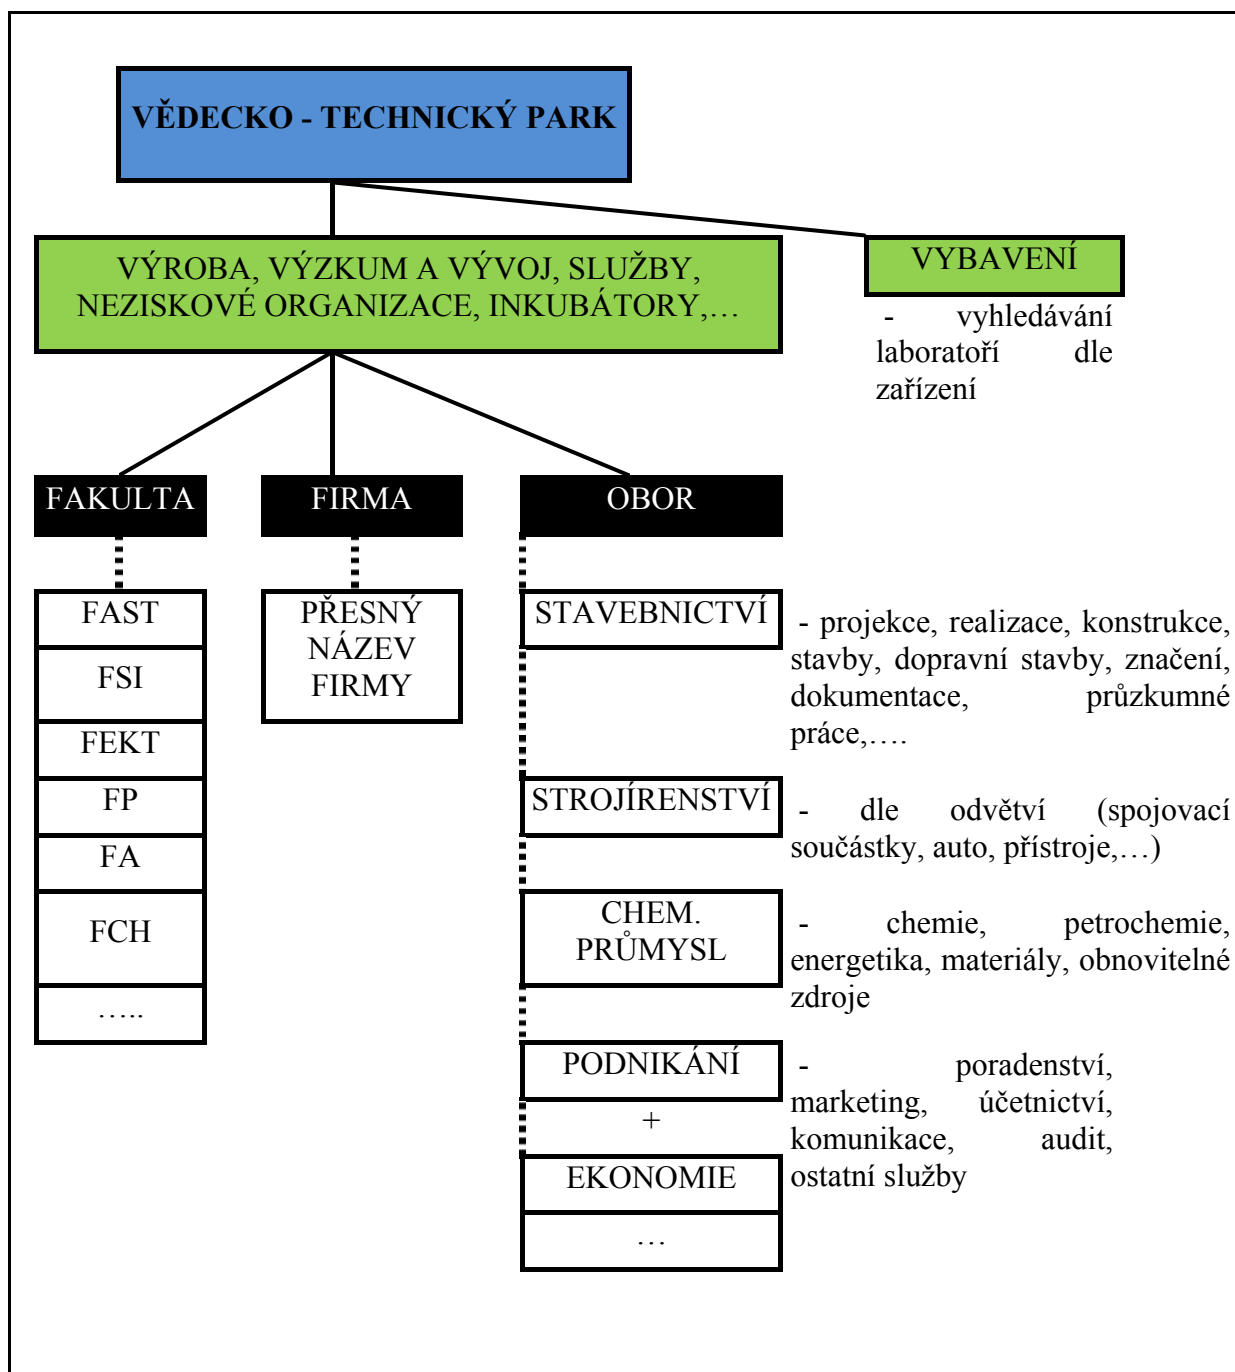 VĚDECKO - TECHNICKÝ PARK
VÝROBA, VÝZKUM A VÝVOJ, SLUŽBY,
NEZISKOVÉ ORGANIZACE, INKUBÁTORY,…
VYBAVENÍ
- vyhledávání
laboratoří dle
zařízení
FAKULTA
FIRMA
OBOR
FAST
FSI
FEKT
FP
FA
FCH
…..
PŘESNÝ
NÁZEV
FIRMY
STAVEBNICTVÍ
- projekce, realizace, konstrukce,
stavby, dopravní stavby, značení,
dokumentace, průzkumné
práce,….
STROJÍRENSTVÍ
- dle odvětví (spojovací
součástky, auto, přístroje,…)
CHEM.
PRŮMYSL
- chemie, petrochemie,
energetika, materiály, obnovitelné
zdroje
PODNIKÁNÍ
+
EKONOMIE
- poradenství,
marketing, účetnictví,
komunikace, audit,
ostatní služby
…